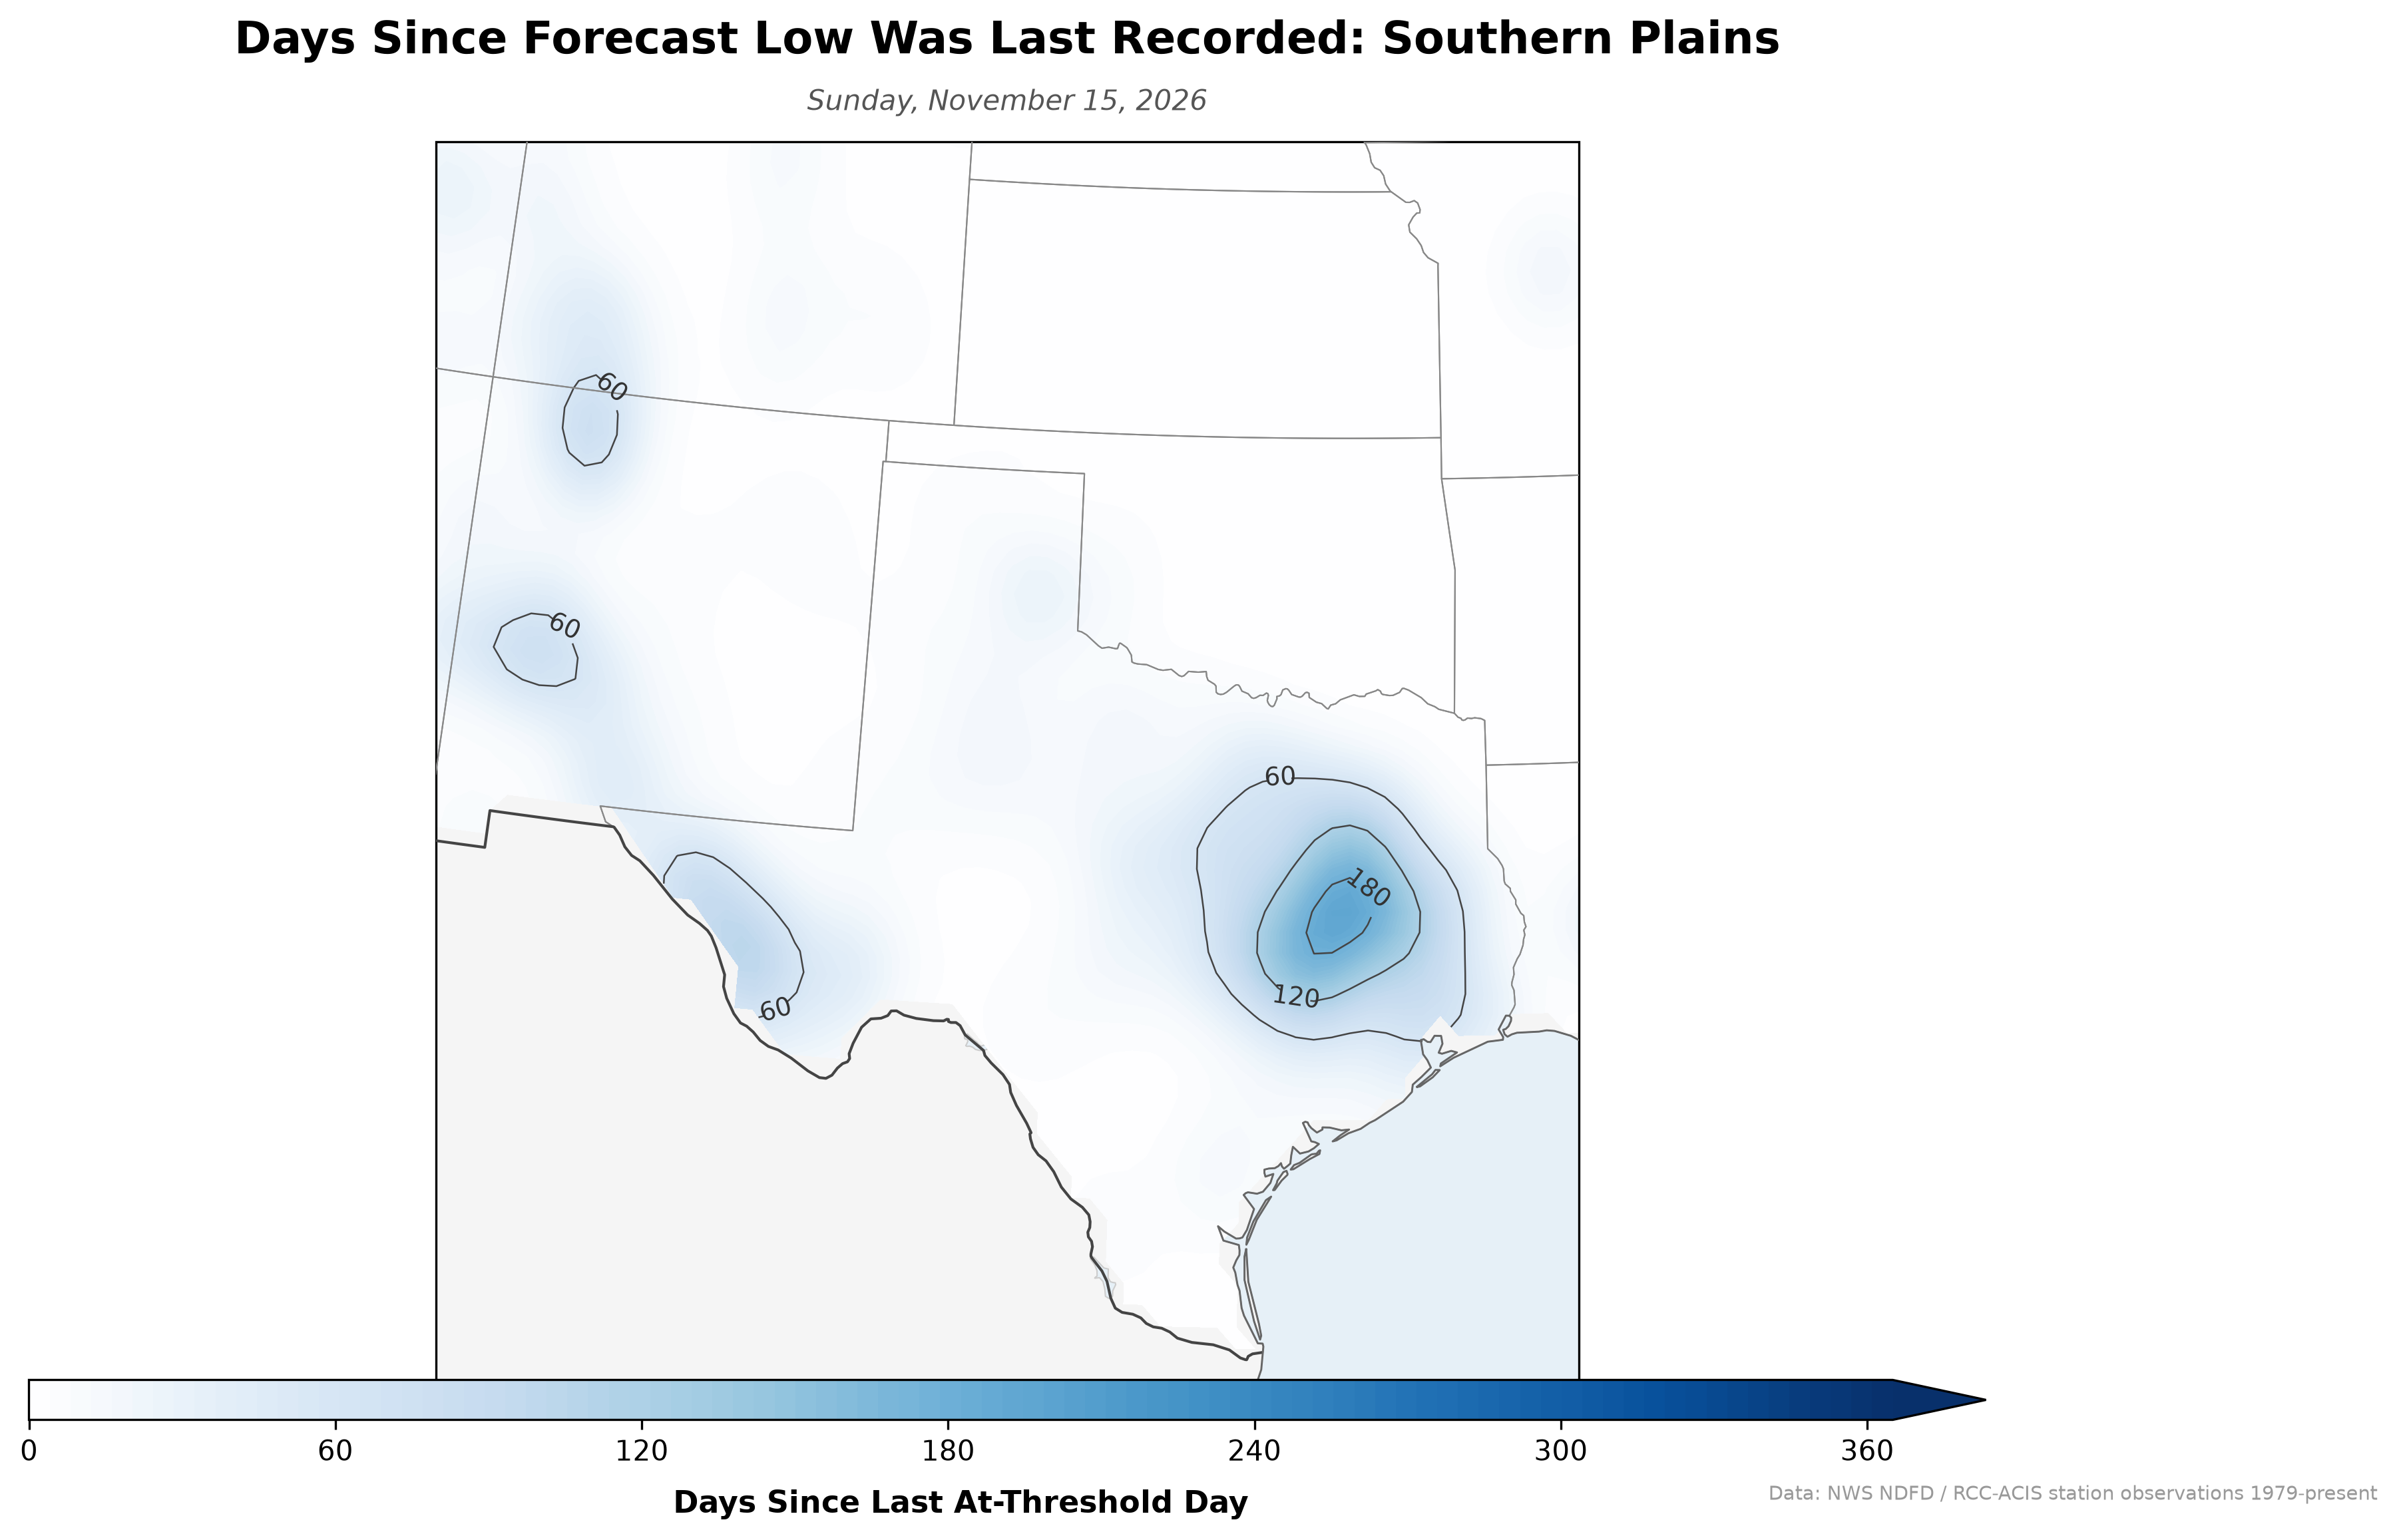 Days Since Forecast Low Was Last Recorded: Southern Plains
Sunday, November 15, 2026
60
60
60
180
120
60
0 60 120 180 240 300 360
Days Since Last At-Threshold Day
Data: NWS NDFD / RCC-ACIS station observations 1979-present